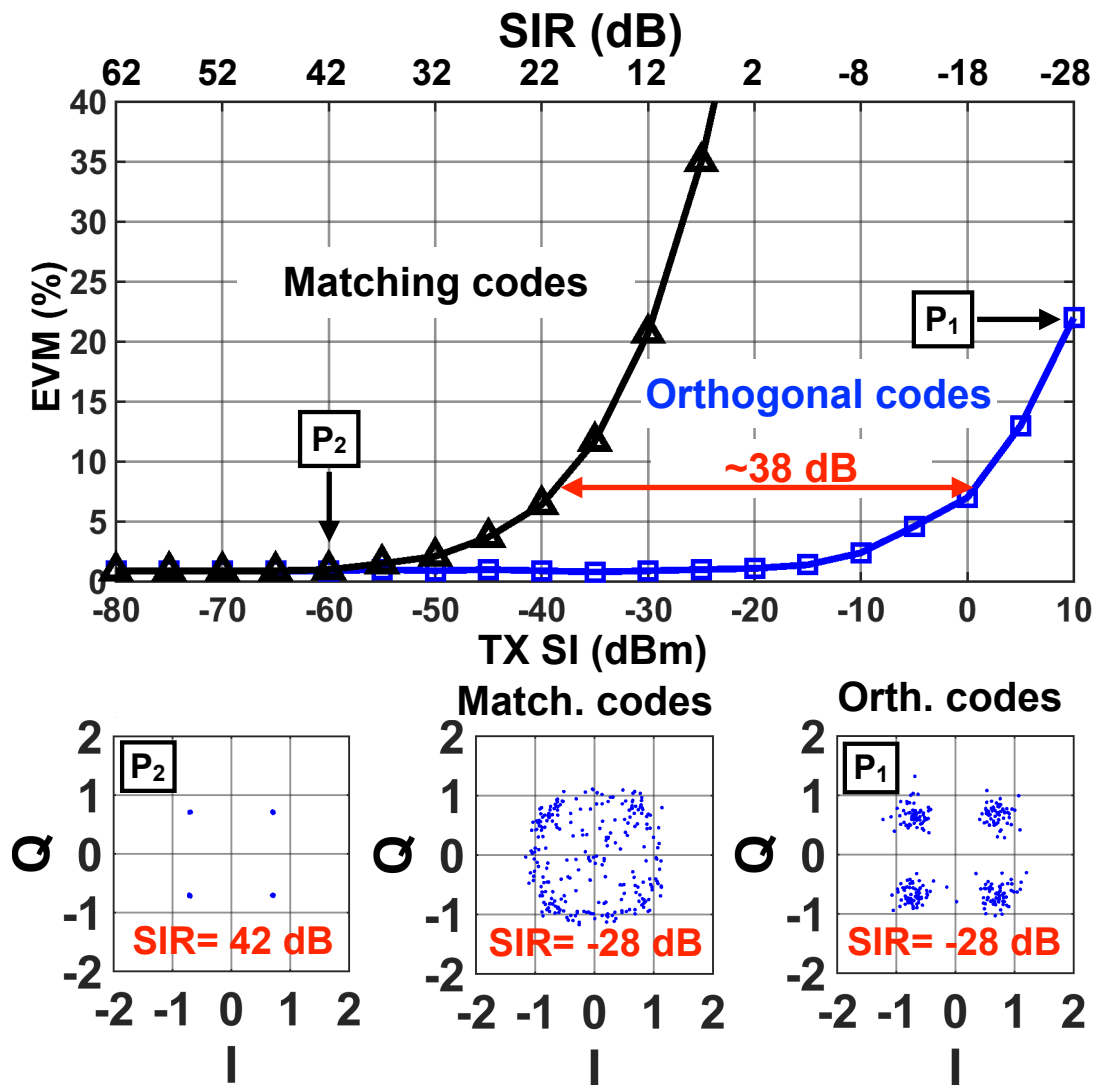 SIR (dB)
62 52 42 32 22 12 2 -8 -18 -28
40
35
30
25
20
15
10
5
0
EVM (%)
Matching codes
P1
Orthogonal codes
P2
~38 dB
-80 -70 -60 -50 -40 -30 -20 -10 0 10
TX SI (dBm)
Match. codes
Orth. codes
2
1
0
-1
-2
Q
P2
SIR= 42 dB
-2 -1 0 1 2
I
2
1
0
-1
-2
Q
SIR= -28 dB
-2 -1 0 1 2
I
2
1
0
-1
-2
Q
P1
SIR= -28 dB
-2 -1 0 1 2
I